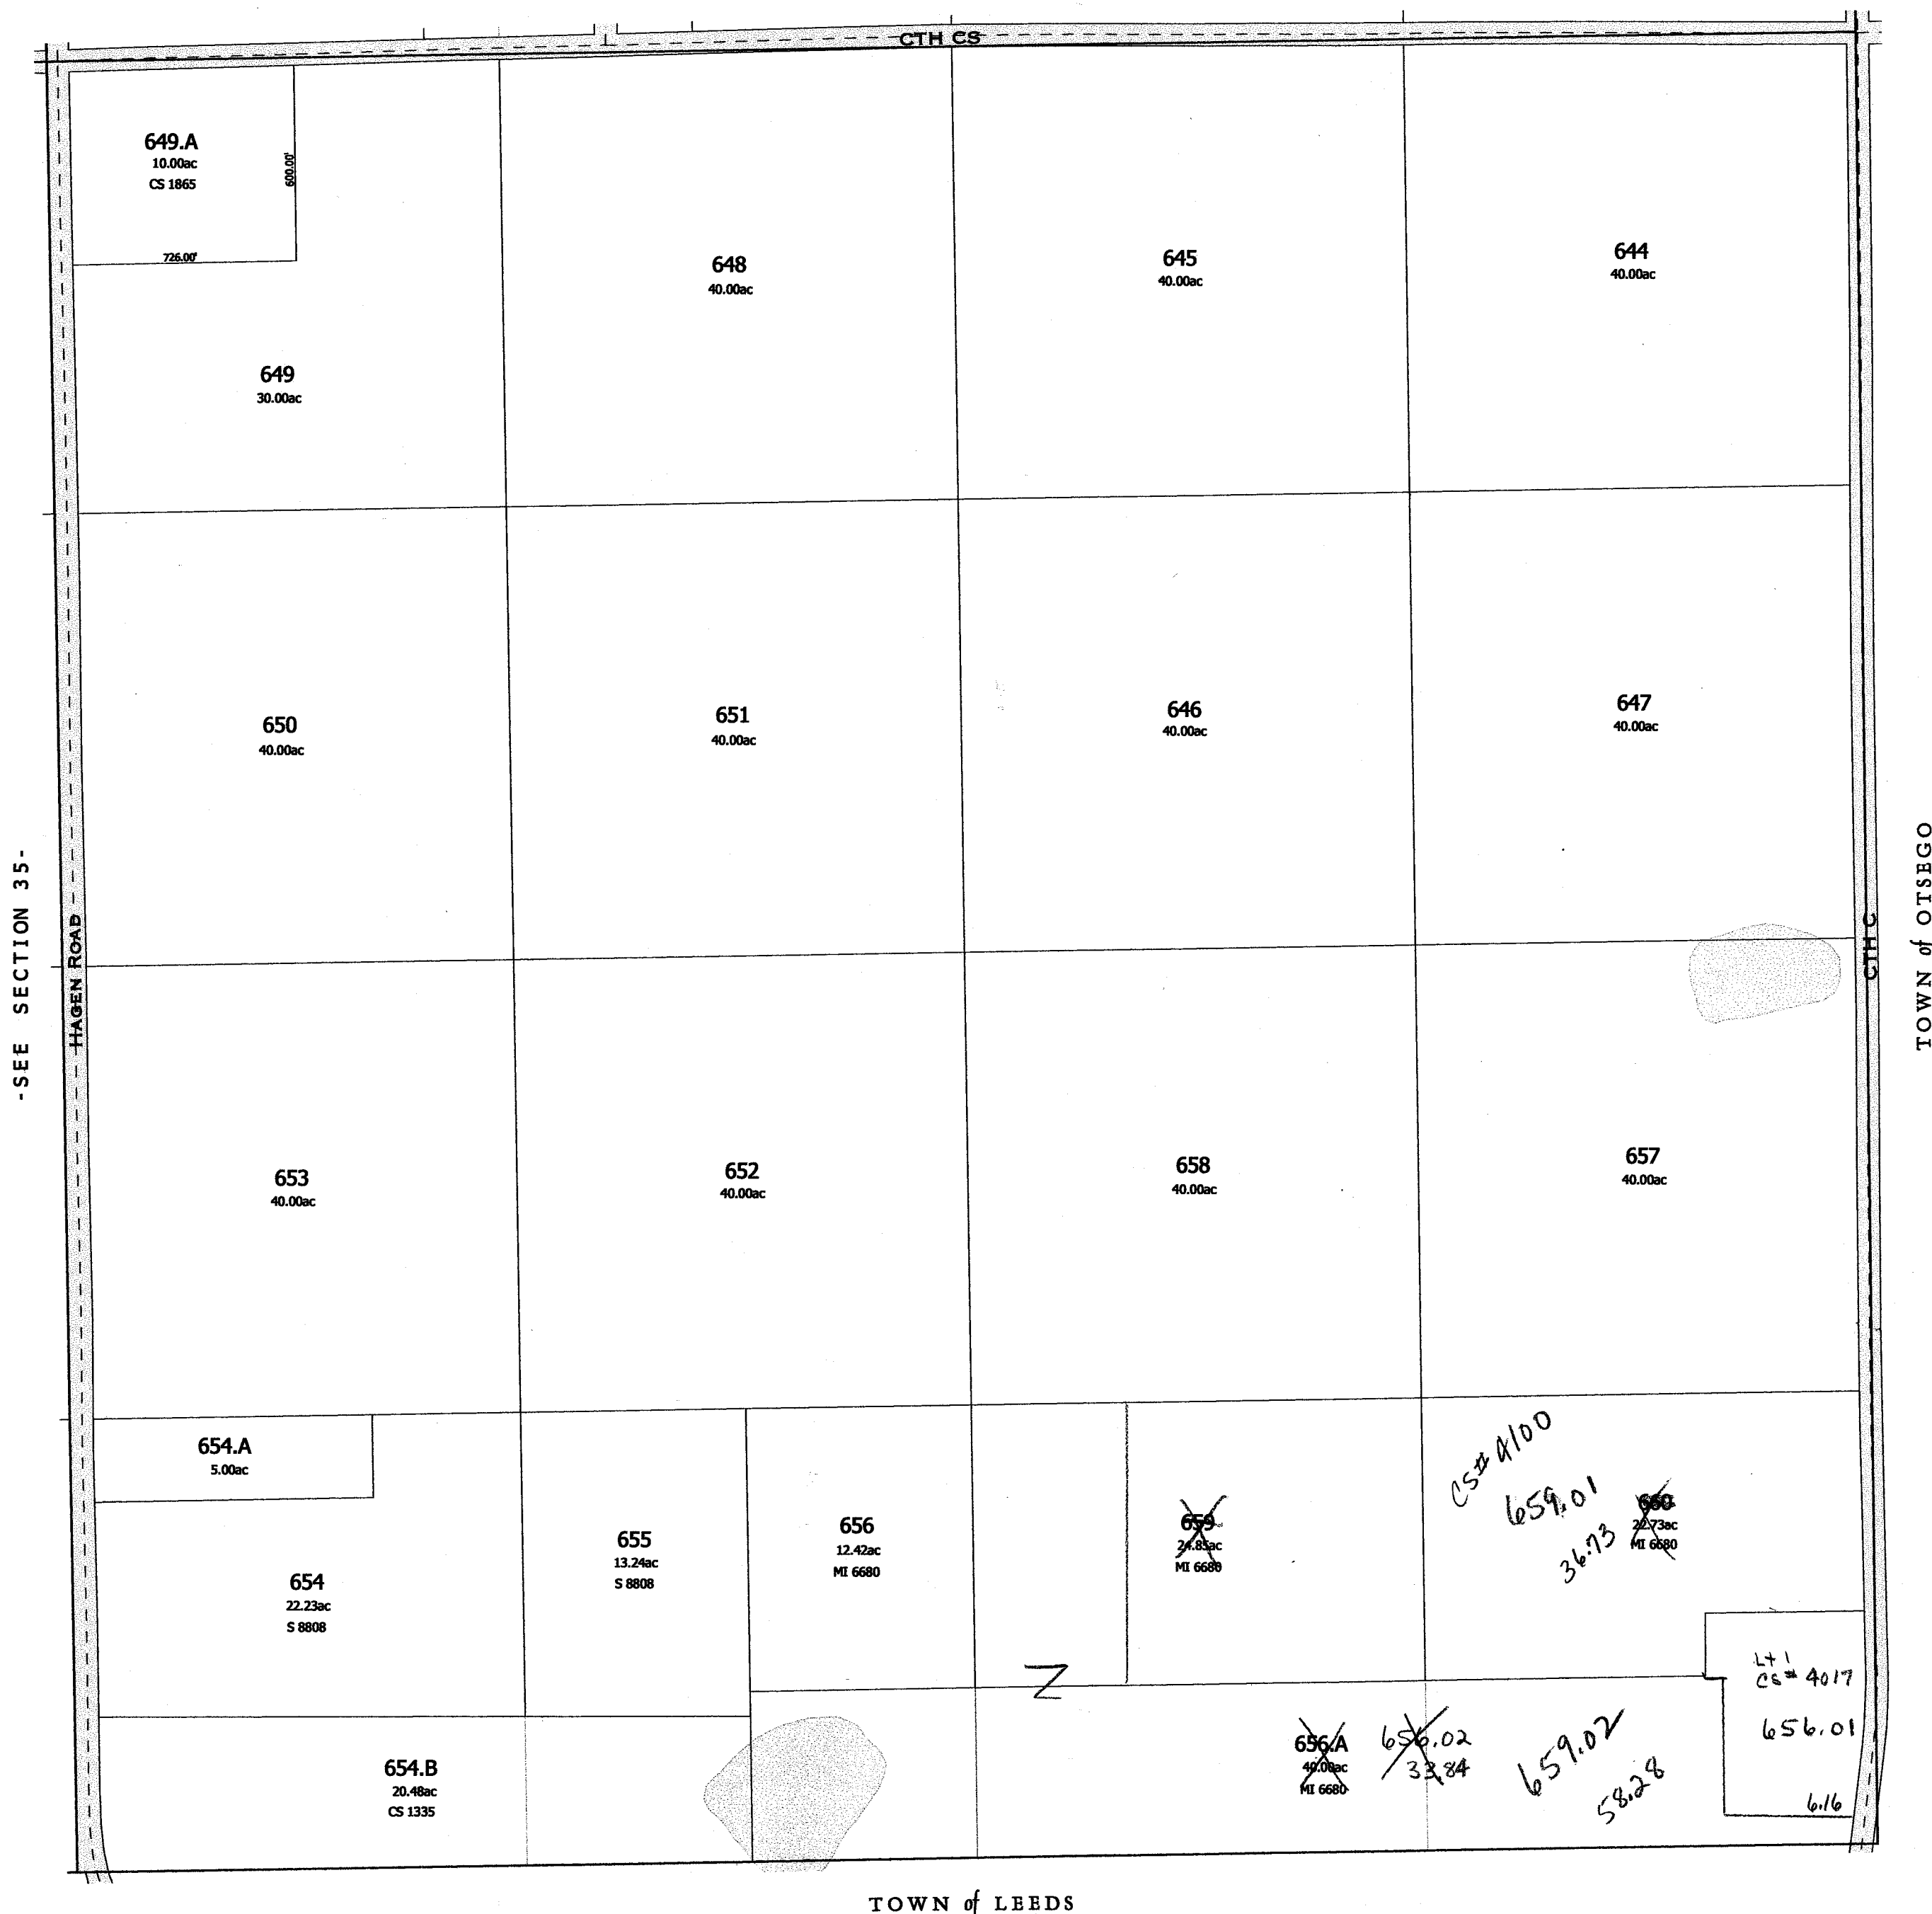 CTH CS
649.A
10.00ac
CS 1865
600.00'
726.00'
648
40.00ac
645
40.00ac
644
40.00ac
649
30.00ac
650
40.00ac
651
40.00ac
646
40.00ac
647
40.00ac
-SEE SECTION 35-
HAGEN ROAD
CTH C
TOWN of OTSEGO
653
40.00ac
652
40.00ac
658
40.00ac
657
40.00ac
654.A
5.00ac
654
22.23ac
S 8808
655
13.24ac
S 8808
656
12.42ac
MI 6680
659
24.85ac
MI 6680
CS# 4100
659.01
36.73
660
22.73ac
MI 6680
Z
654.B
20.48ac
CS 1335
656.A
40.00ac
MI 6680
656.02
33.84
659.02
58.28
Lt 1
CS# 4017
656.01
6.16
TOWN of LEEDS